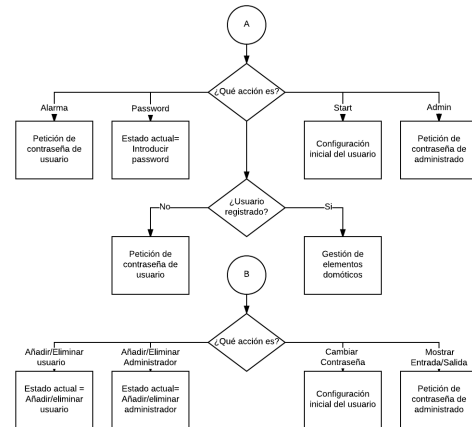 A
¿Qué acción es?
Alarma
Password
Start
Admin
Petición de
contraseña de
usuario
Estado actual=
Introducir
password
Configuración
inicial del usuario
Petición de
contraseña de
administrado
¿Usuario
registrado?
No
Si
Petición de
contraseña de
usuario
Gestión de
elementos
domóticos
B
¿Qué acción es?
Añadir/Eliminar
usuario
Añadir/Eliminar
Administrador
Cambiar
Contraseña
Mostrar
Entrada/Salida
Estado actual =
Añadir/eliminar
usuario
Estado actual=
Añadir/eliminar
administrador
Configuración
inicial del usuario
Petición de
contraseña de
administrado